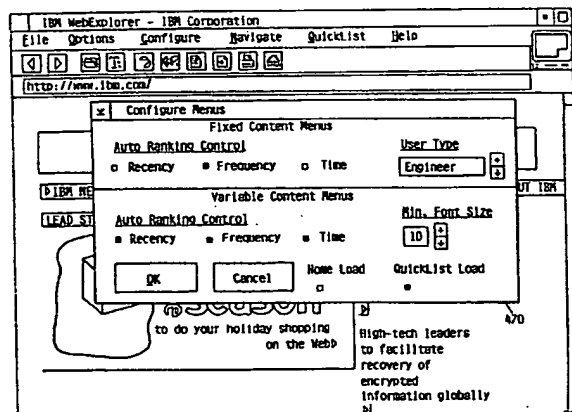 IBM WebExplorer - IBM Corporation
File Options Configure Navigate QuickList Help
http://www.ibm.com/
Configure Menus
Fixed Content Menus
Auto Ranking Control User Type
Recency Frequency Time Engineer
IBM NE UT IBM
Variable Content Menus
Auto Ranking Control Min. Font Size
LEAD ST
Recency Frequency Time 10
OK Cancel Home Load QuickList Load
470
to do your holiday shopping
on the Web
High-tech leaders
to facilitate
recovery of
encrypted
information globally